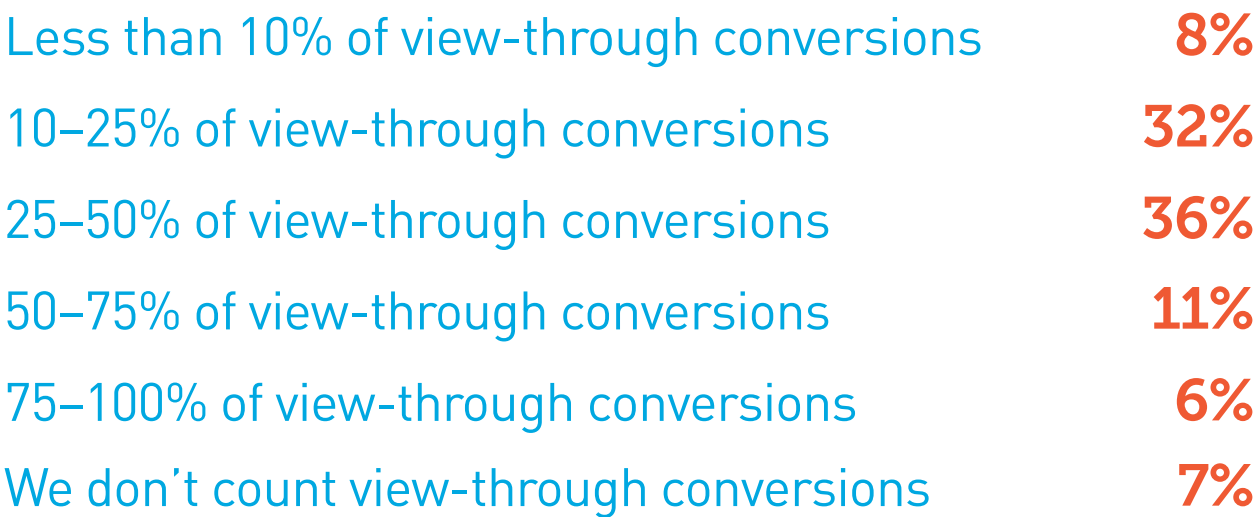 Less than 10% of view-through conversions 8%
10–25% of view-through conversions 32%
25–50% of view-through conversions 36%
50–75% of view-through conversions 11%
75–100% of view-through conversions 6%
We don’t count view-through conversions 7%